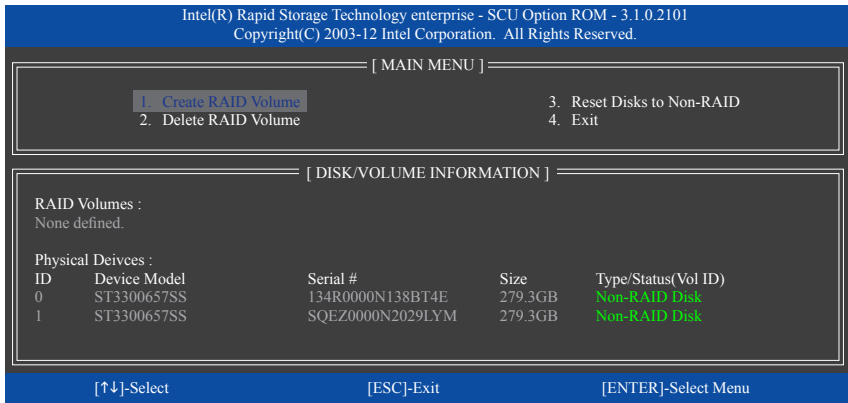 Intel(R) Rapid Storage Technology enterprise - SCU Option ROM - 3.1.0.2101
Copyright(C) 2003-12 Intel Corporation.  All Rights Reserved.
[ MAIN MENU ]
1. Create RAID Volume 3. Reset Disks to Non-RAID
2. Delete RAID Volume 4. Exit
[ DISK/VOLUME INFORMATION ]
RAID Volumes :
None defined.
Physical Deivces :
ID Device Model Serial # Size Type/Status(Vol ID)
0 ST3300657SS 134R0000N138BT4E 279.3GB Non-RAID Disk
1 ST3300657SS SQEZ0000N2029LYM 279.3GB Non-RAID Disk
[↑↓]-Select [ESC]-Exit [ENTER]-Select Menu